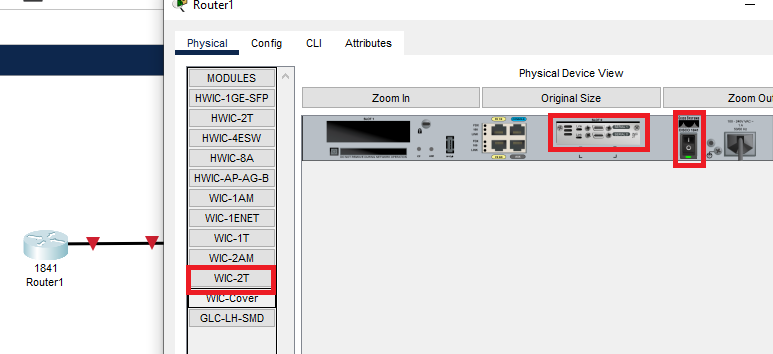 Router1
Physical
Config
CLI
Attributes
MODULES
HWIC-1GE-SFP
HWIC-2T
HWIC-4ESW
HWIC-8A
HWIC-AP-AG-B
WIC-1AM
WIC-1ENET
WIC-1T
WIC-2AM
WIC-2T
WIC-Cover
GLC-LH-SMD
Physical Device View
Zoom In
Original Size
Zoom Ou
1841
Router1